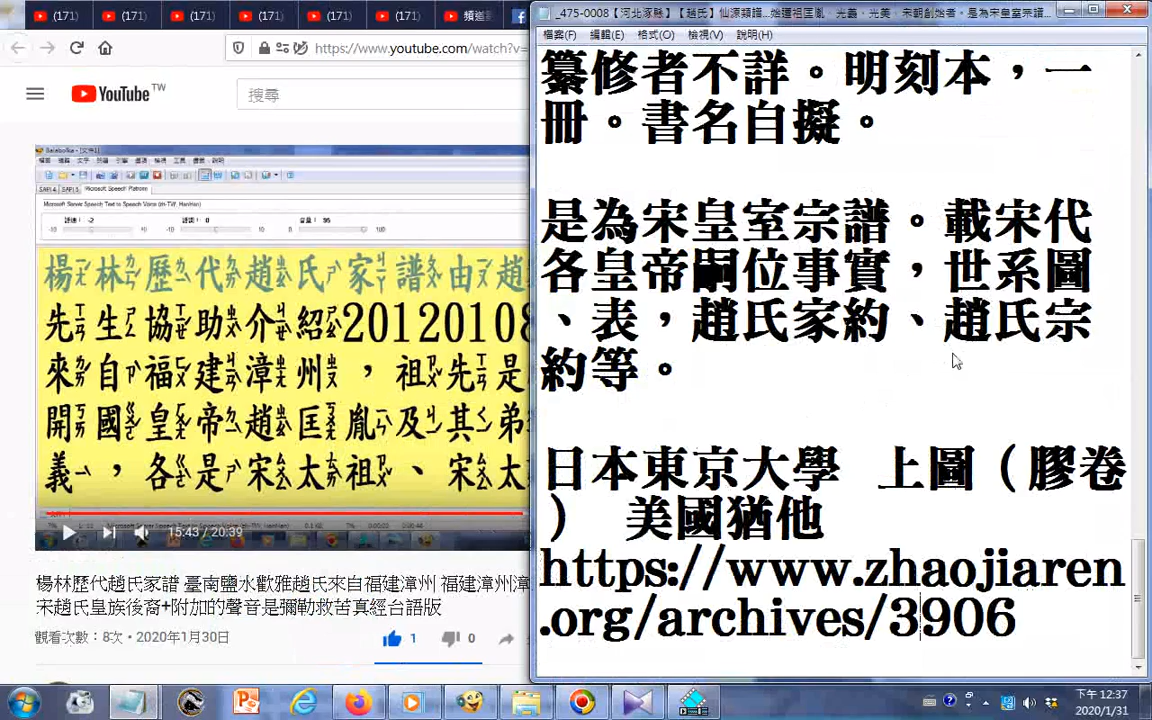 (171)
(171)
(171)
(171)
(171)
(171)
頻道
https://www.youtube.com/watch?v=
YouTube TW
搜尋
SAPI 4
SAPI 5
Microsoft Speech Platform
-2
0
95
楊林歷代趙氏家譜由趙
先生協助介紹20120108
來自福建漳州，祖先是
開國皇帝趙匡胤及其弟
義，各是宋太祖、宋太
15:43 / 20:39
楊林歷代趙氏家譜 臺南鹽水歡雅趙氏來自福建漳州 福建漳州漳
宋趙氏皇族後裔+附加的聲音是彌勒救苦真經台語版
觀看次數：8次・2020年1月30日
1
0
_475-0008【河北涿縣】【趙氏】仙源類譜...始遷祖匡胤、光義、光美，宋朝創始者。是為宋皇室宗譜...
檔案(F) 編輯(E) 格式(O) 檢視(V) 說明(H)
纂修者不詳。明刻本，一
冊。書名自擬。
是為宋皇室宗譜。載宋代
各皇帝嗣位事實，世系圖
、表，趙氏家約、趙氏宗
約等。
日本東京大學 上圖（膠卷
） 美國猶他
https://www.zhaojiaren
.org/archives/3906
下午 12:37
2020/1/31